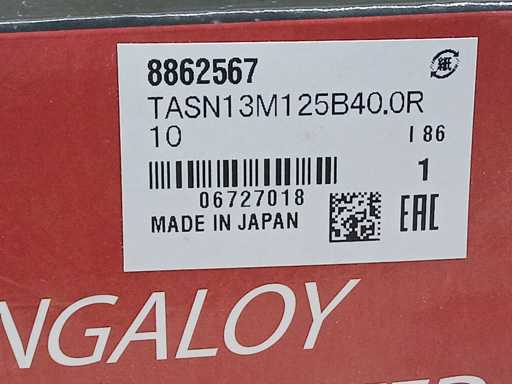 8862567
紙
TASN13M125B40.0R
10
I 86
1
06727018
MADE IN JAPAN
EAC
NGALOY